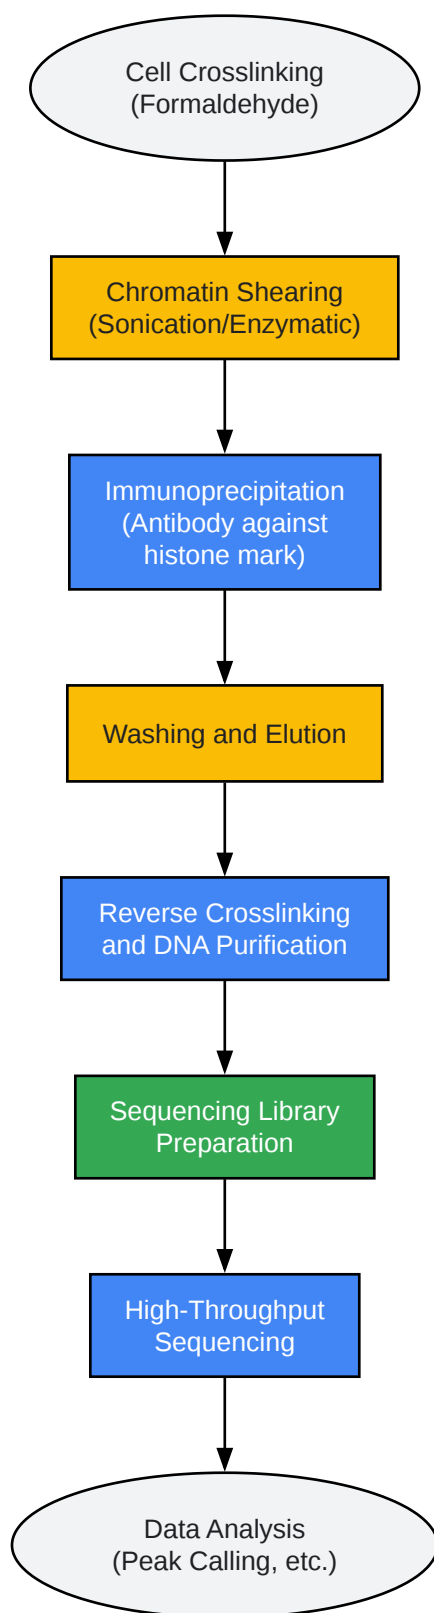 Cell Crosslinking
(Formaldehyde)
Chromatin Shearing
(Sonication/Enzymatic)
Immunoprecipitation
(Antibody against
histone mark)
Washing and Elution
Reverse Crosslinking
and DNA Purification
Sequencing Library
Preparation
High-Throughput
Sequencing
Data Analysis
(Peak Calling, etc.)